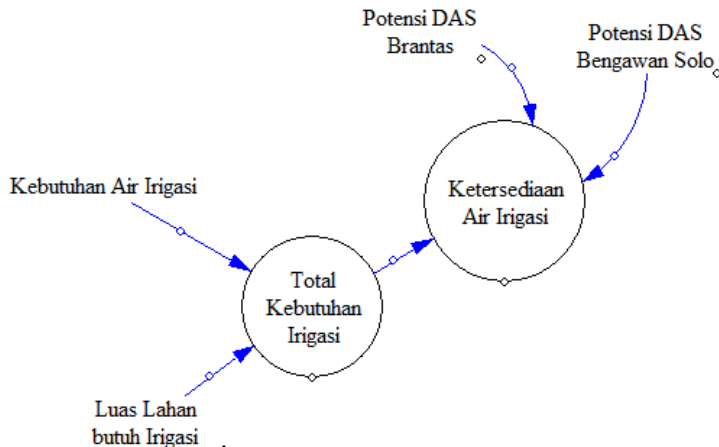 Potensi DAS
Brantas
Potensi DAS
Bengawan Solo
Kebutuhan Air Irigasi
Ketersediaan
Air Irigasi
Total
Kebutuhan
Irigasi
Luas Lahan
butuh Irigasi